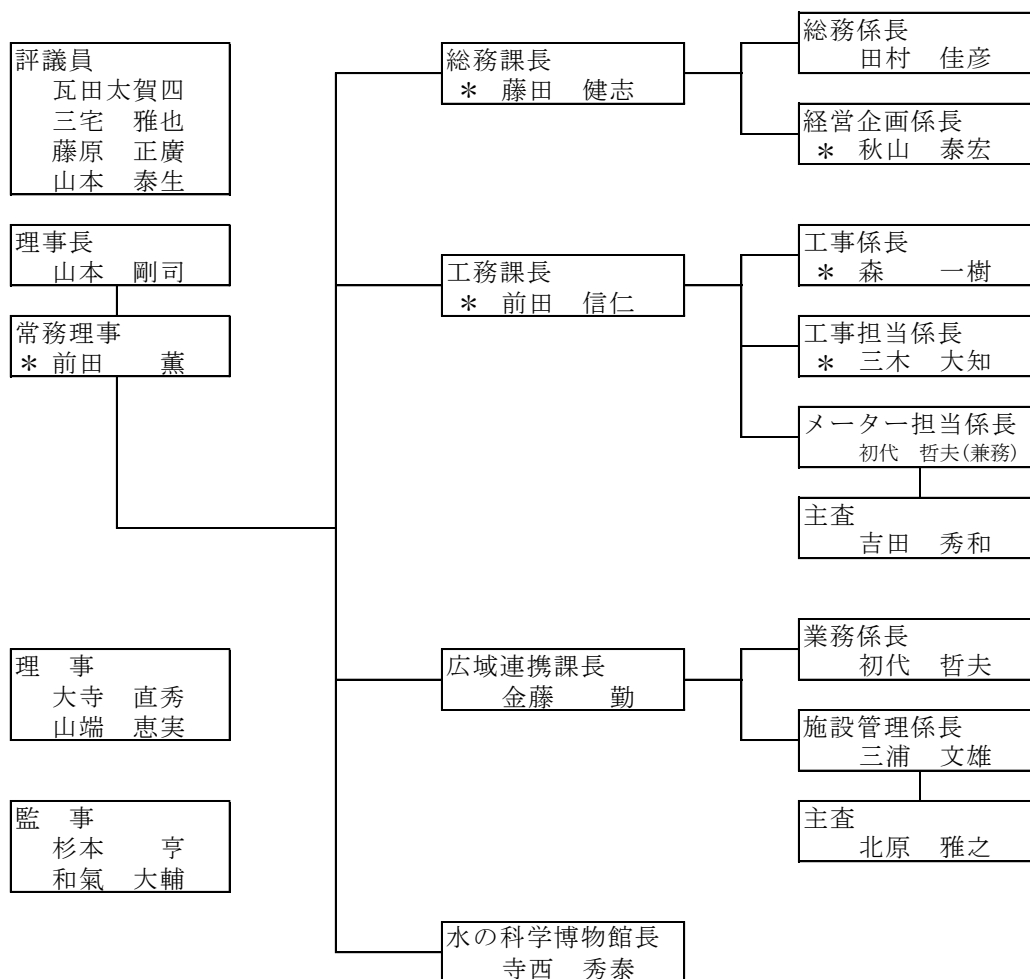 評議員
瓦田太賀四
三宅　雅也
藤原　正廣
山本　泰生
理事長
山本　剛司
常務理事
＊ 前田　　薫
理　事
大寺　直秀
山端　恵実
監　事
杉本　　亨
和氣　大輔
総務課長
＊ 藤田　健志
工務課長
＊ 前田　信仁
広域連携課長
金藤　　勤
水の科学博物館長
寺西　秀泰
総務係長
田村　佳彦
経営企画係長
＊ 秋山　泰宏
工事係長
＊ 森　　一樹
工事担当係長
＊ 三木　大知
メーター担当係長
初代　哲夫(兼務)
主査
吉田　秀和
業務係長
初代　哲夫
施設管理係長
三浦　文雄
主査
北原　雅之